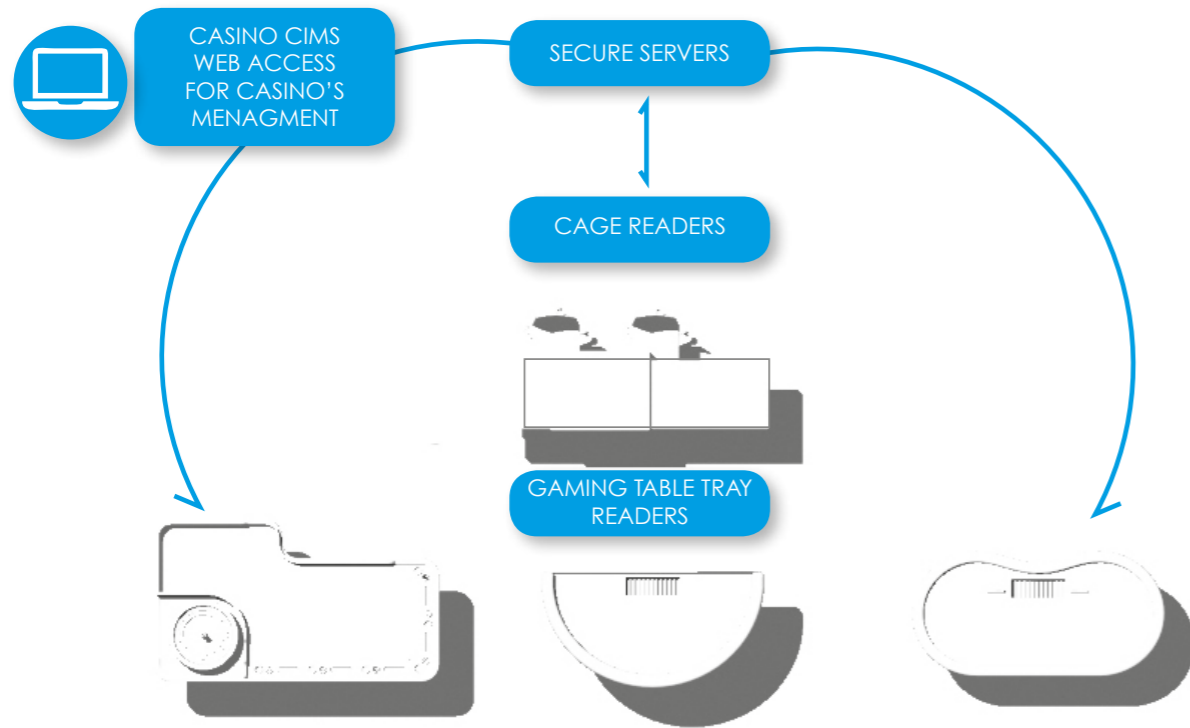 CASINO CIMS
WEB ACCESS
FOR CASINO'S
MENAGMENT
SECURE SERVERS
CAGE READERS
GAMING TABLE TRAY
READERS